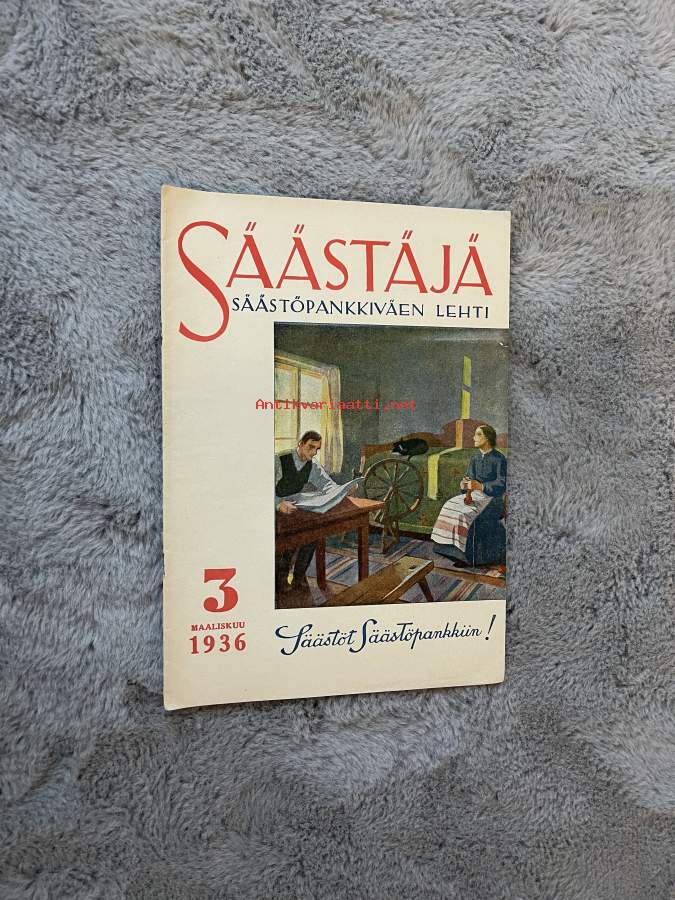 SÄÄSTÄJÄ
SÄÄSTÖPANKKIVÄEN LEHTI
Antikvariaatti.net
3
MAALISKUU
1936
Säästöt Säästöpankkiin!